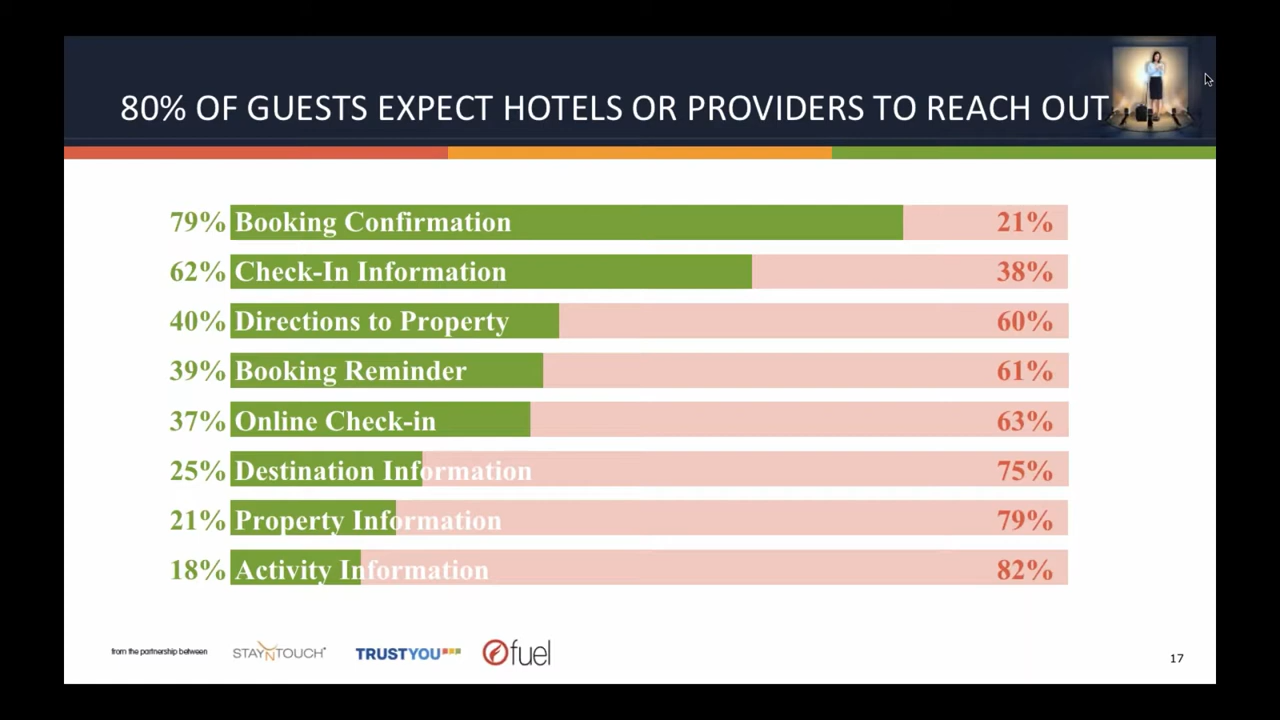 80% OF GUESTS EXPECT HOTELS OR PROVIDERS TO REACH OUT
79% Booking Confirmation 21%
62% Check-In Information 38%
40% Directions to Property 60%
39% Booking Reminder 61%
37% Online Check-in 63%
25% Destination Information 75%
21% Property Information 79%
18% Activity Information 82%
from the partnership between STAYNTOUCH TRUSTYOU fuel
17